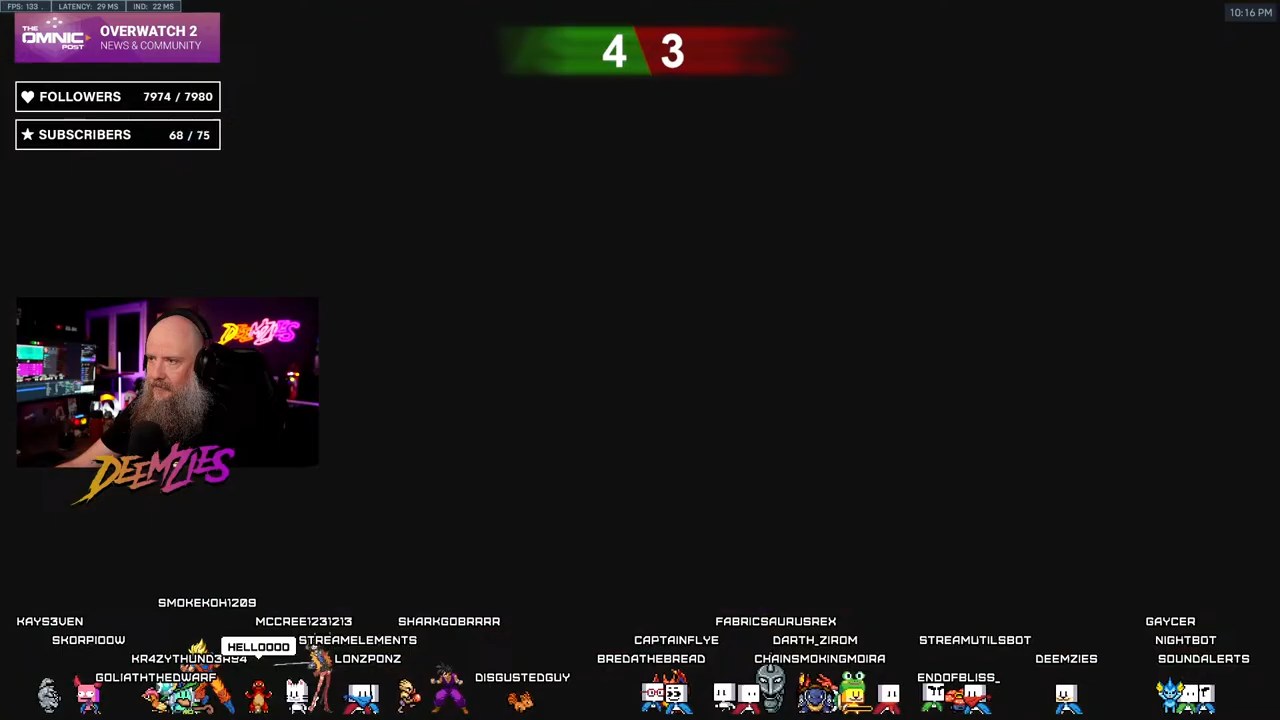 FPS: 133
LATENCY: 29 MS
IND: 22 MS
10:16 PM
THE OMNIC POST
OVERWATCH 2
NEWS & COMMUNITY
4 3
FOLLOWERS 7974 / 7980
SUBSCRIBERS 68 / 75
DEEMZIES
DEEMZIES
SMOKEKOH1209
KAYS3VEN
MCCREE1231213
SHARKGOBRRRR
FABRICSAURUSREX
GAYCER
SKORPIOOW
HELLOOOO
STREAMELEMENTS
CAPTAINFLYE
DARTH_ZIROM
STREAMUTILSBOT
NIGHTBOT
KR4ZYTHUND3R94
LONZPONZ
BREDATHEBREAD
CHAINSMOKINGMOIRA
DEEMZIES
SOUNDALERTS
GOLIATHTHEDWARF
DISGUSTEDGUY
ENDOFBLISS_